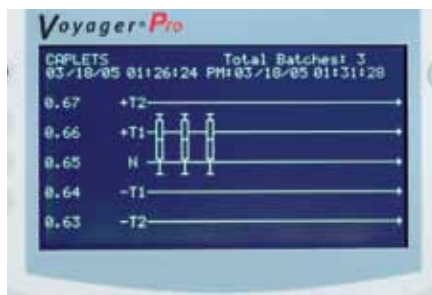 Voyager Pro
CAPLETS Total Batches: 3
03/18/05 01:26:24 PM:03/18/05 01:31:28
0.67 +T2
0.66 +T1
0.65 N
0.64 -T1
0.63 -T2